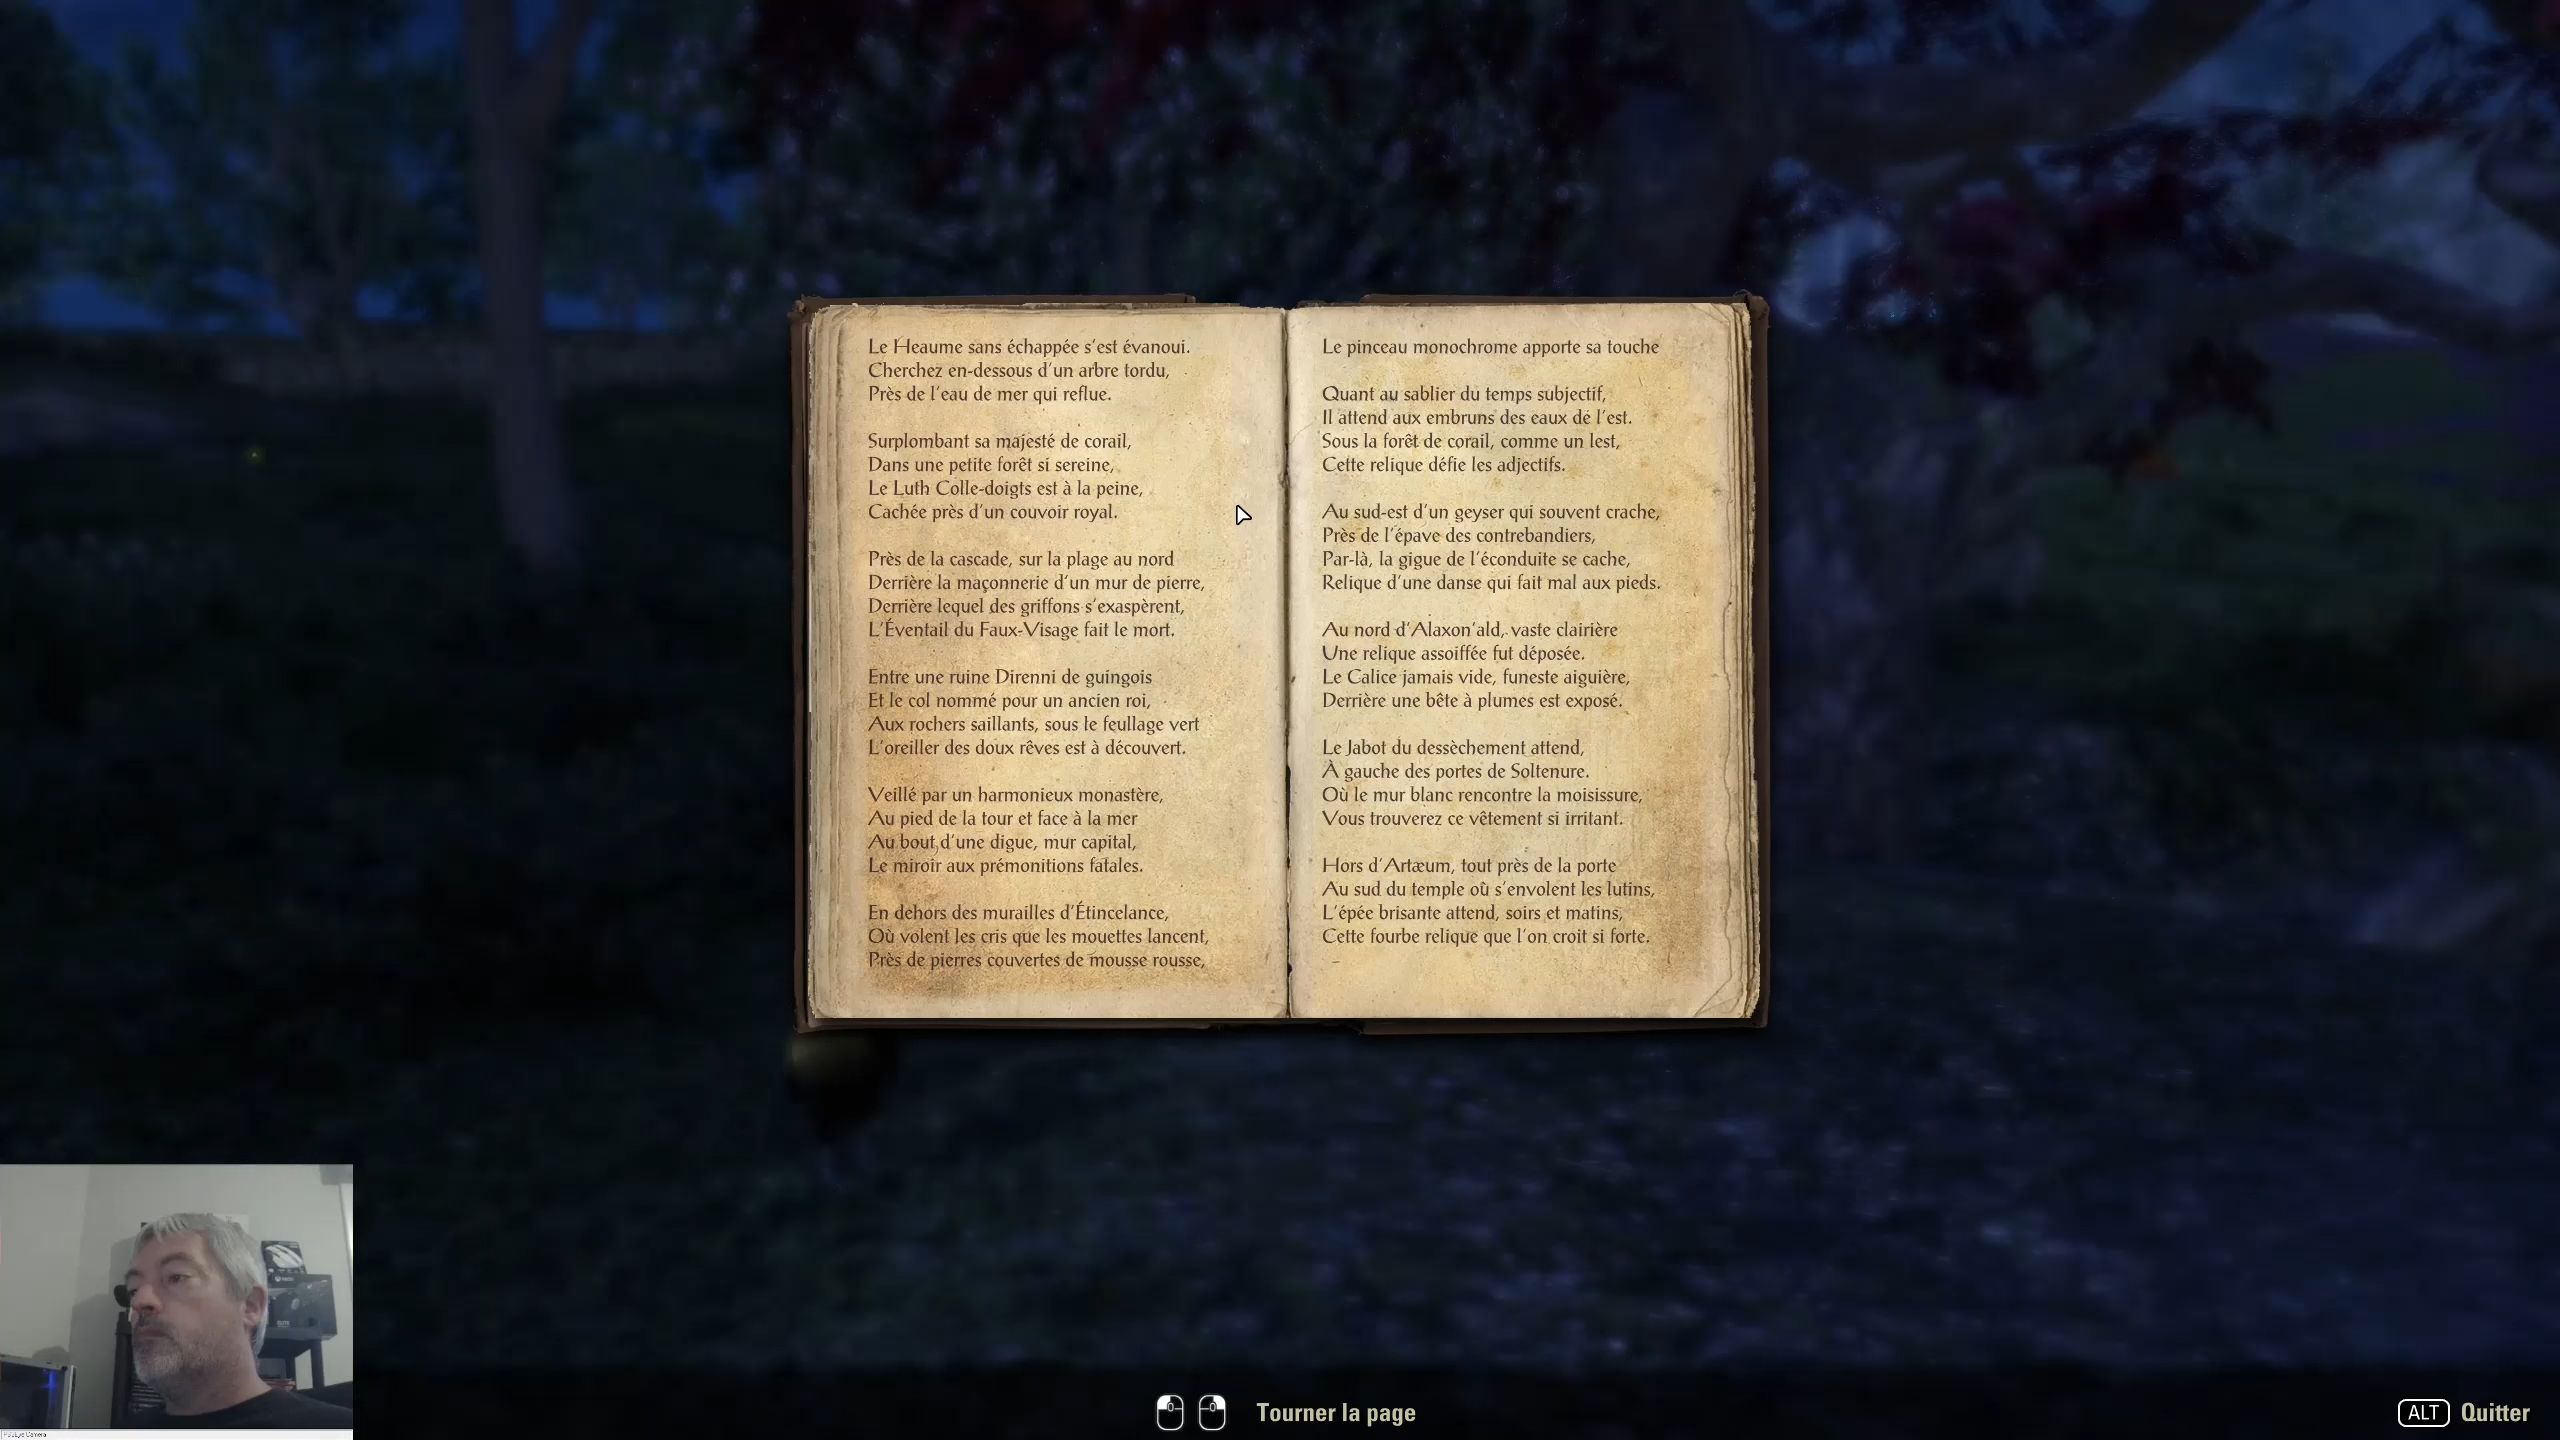 Le Heaume sans échappée s'est évanoui.
Cherchez en-dessous d'un arbre tordu,
Près de l'eau de mer qui reflue.
Surplombant sa majesté de corail,
Dans une petite forêt si sereine,
Le Luth Colle-doigts est à la peine,
Cachée près d'un couvoir royal.
Près de la cascade, sur la plage au nord
Derrière la maçonnerie d'un mur de pierre,
Derrière lequel des griffons s'exaspèrent,
L'Éventail du Faux-Visage fait le mort.
Entre une ruine Direnni de guingois
Et le col nommé pour un ancien roi,
Aux rochers saillants, sous le feullage vert
L'oreiller des doux rêves est à découvert.
Veillé par un harmonieux monastère,
Au pied de la tour et face à la mer
Au bout d'une digue, mur capital,
Le miroir aux prémonitions fatales.
En dehors des murailles d'Étincelance,
Où volent les cris que les mouettes lancent,
Près de pierres couvertes de mousse rousse,
Le pinceau monochrome apporte sa touche
Quant au sablier du temps subjectif,
Il attend aux embruns des eaux de l'est.
Sous la forêt de corail, comme un lest,
Cette relique défie les adjectifs.
Au sud-est d'un geyser qui souvent crache,
Près de l'épave des contrebandiers,
Par-là, la gigue de l'éconduite se cache,
Relique d'une danse qui fait mal aux pieds.
Au nord d'Alaxon'ald, vaste clairière
Une relique assoiffée fut déposée.
Le Calice jamais vide, funeste aiguière,
Derrière une bête à plumes est exposé.
Le Jabot du dessèchement attend,
À gauche des portes de Soltenure.
Où le mur blanc rencontre la moisissure,
Vous trouverez ce vêtement si irritant.
Hors d'Artæum, tout près de la porte
Au sud du temple où s'envolent les lutins,
L'épée brisante attend, soirs et matins,
Cette fourbe relique que l'on croit si forte.
Tourner la page
ALT Quitter